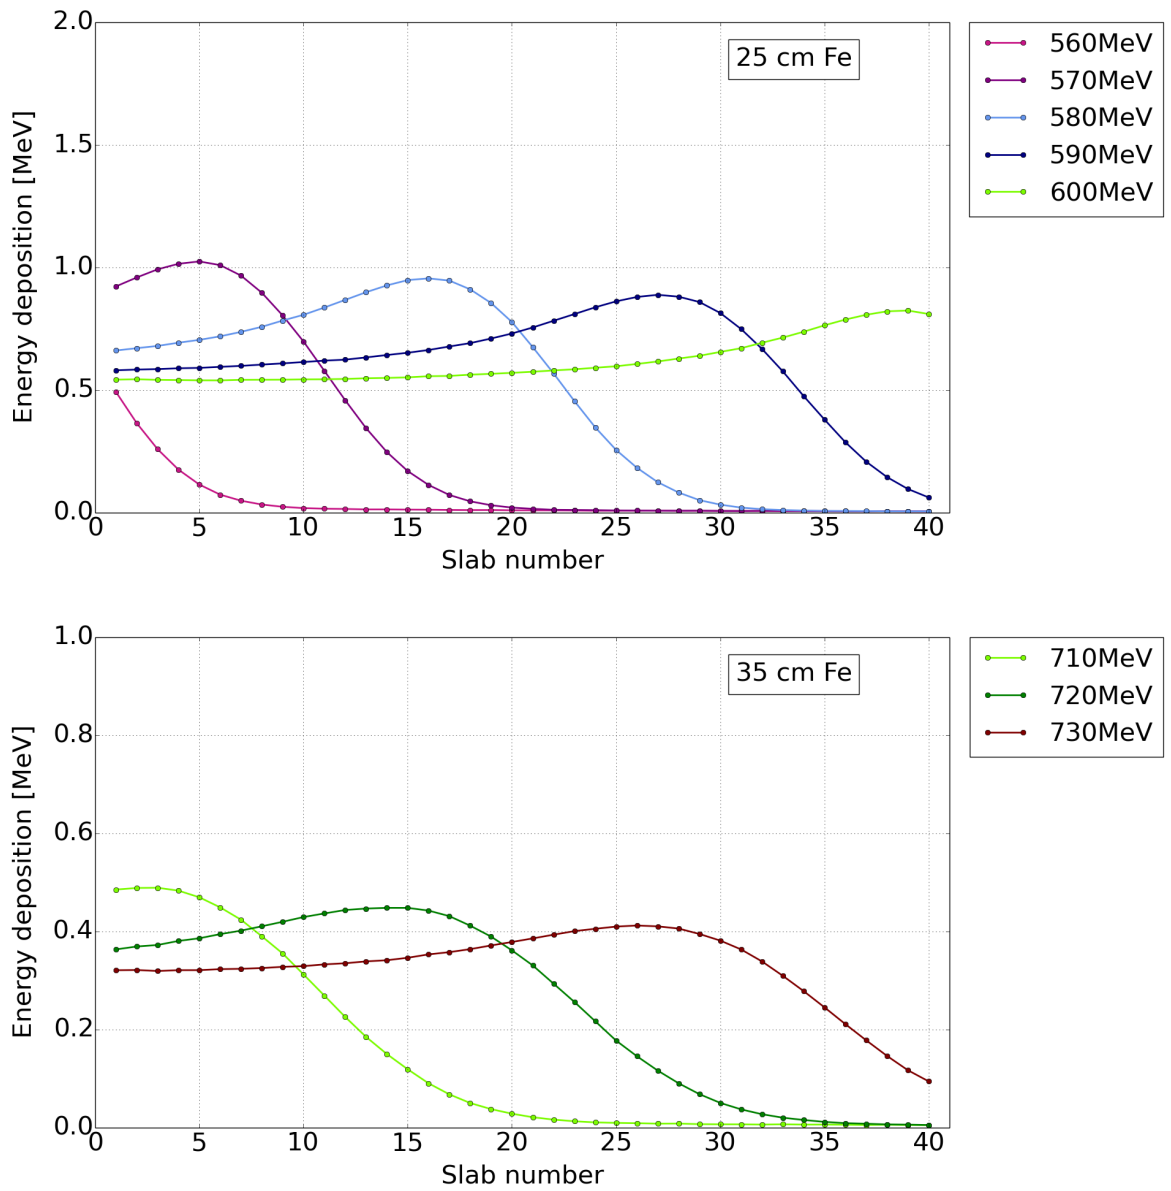 2.0
1.5
1.0
0.5
0.0
Energy deposition [MeV]
25 cm Fe
0 5 10 15 20 25 30 35 40
Slab number
560MeV
570MeV
580MeV
590MeV
600MeV
1.0
0.8
0.6
0.4
0.2
0.0
Energy deposition [MeV]
35 cm Fe
0 5 10 15 20 25 30 35 40
Slab number
710MeV
720MeV
730MeV